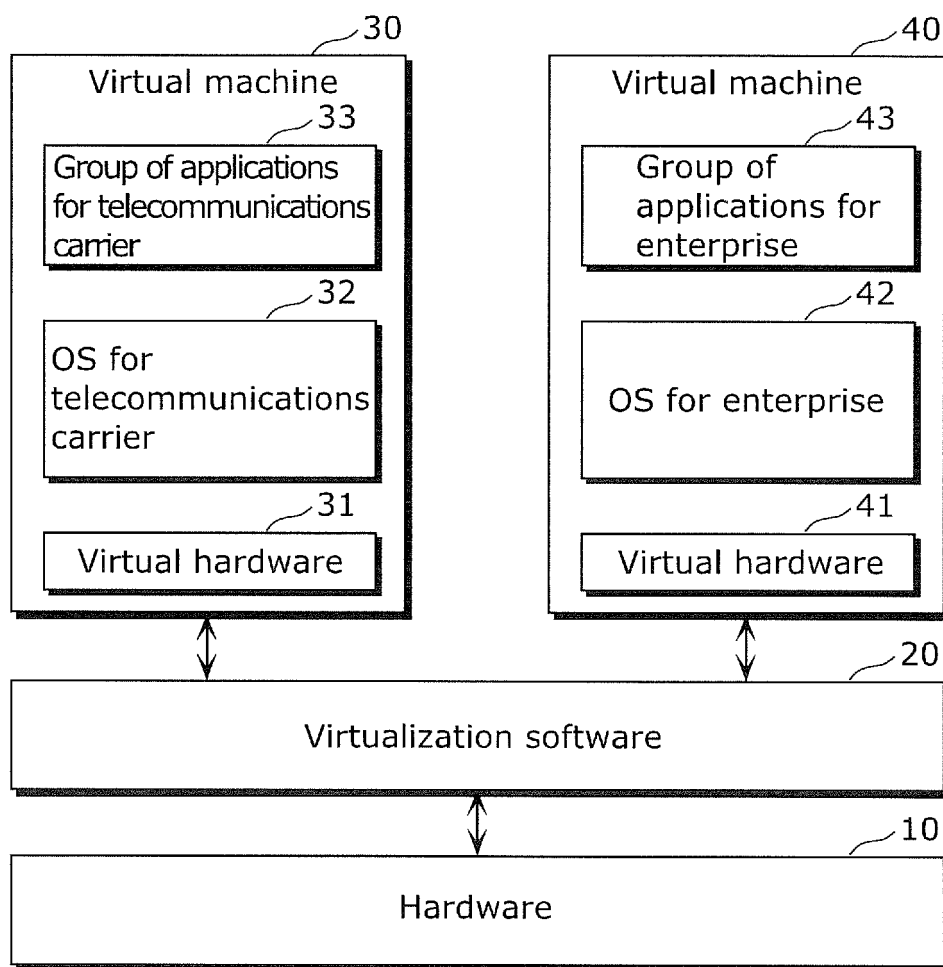 30
Virtual machine
33
Group of applications
for telecommunications
carrier
32
OS for
telecommunications
carrier
31
Virtual hardware
40
Virtual machine
43
Group of
applications for
enterprise
42
OS for enterprise
41
Virtual hardware
20
Virtualization software
10
Hardware